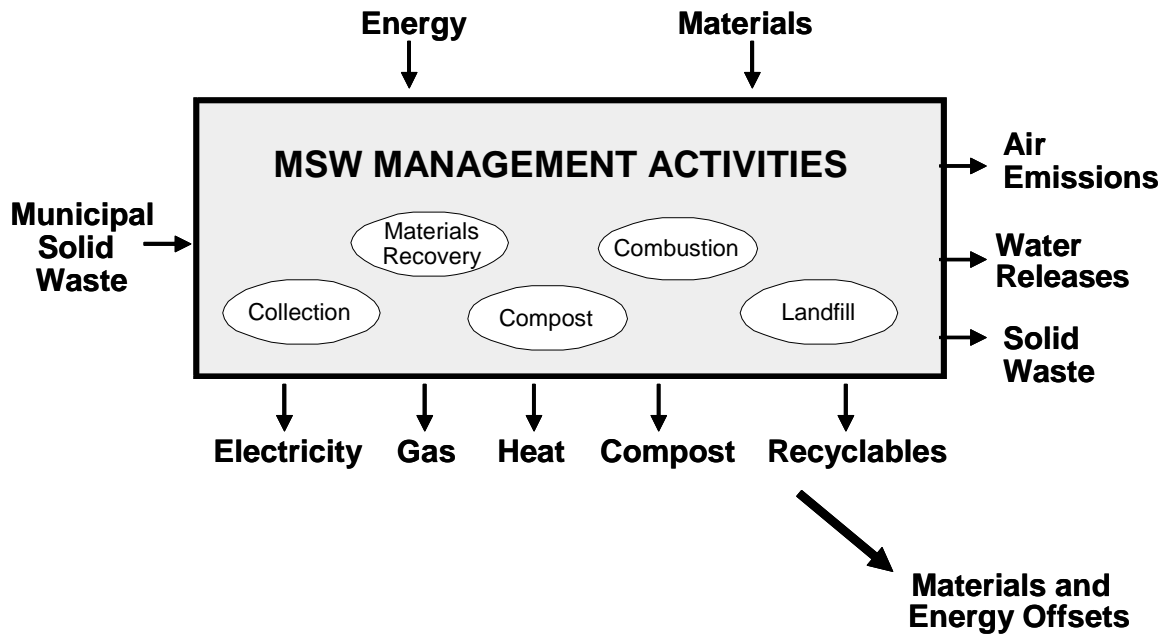 Energy
Materials
MSW MANAGEMENT ACTIVITIES
Air
Emissions
Municipal
Solid
Waste
Materials
Recovery
Combustion
Water
Releases
Collection
Compost
Landfill
Solid
Waste
Electricity
Gas
Heat
Compost
Recyclables
Materials and
Energy Offsets